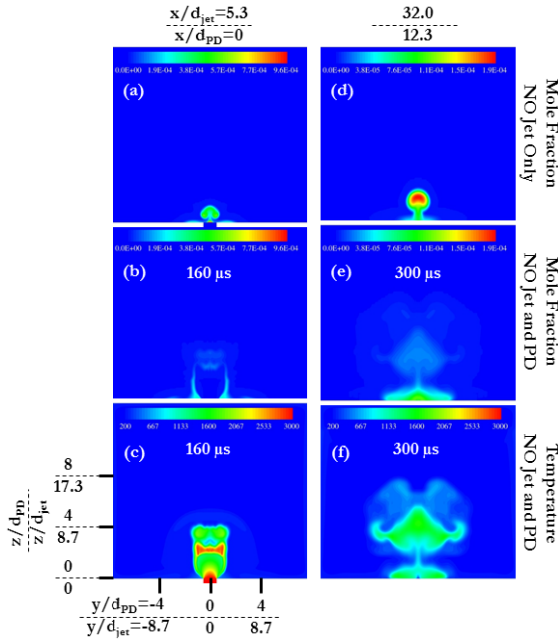 x/d_jet=5.3
x/d_PD=0
32.0
12.3
0.0E+00 1.9E-04 3.8E-04 5.7E-04 7.7E-04 9.6E-04
(a)
0.0E+00 3.8E-05 7.6E-05 1.1E-04 1.5E-04 1.9E-04
(d)
Mole Fraction
NO Jet Only
0.0E+00 1.9E-04 3.8E-04 5.7E-04 7.7E-04 9.6E-04
(b)
160 µs
0.0E+00 3.8E-05 7.6E-05 1.1E-04 1.5E-04 1.9E-04
(e)
300 µs
Mole Fraction
NO Jet and PD
200 667 1133 1600 2067 2533 3000
(c)
160 µs
200 667 1133 1600 2067 2533 3000
(f)
300 µs
Temperature
NO Jet and PD
z/d_PD
z/d_jet
8
17.3
4
8.7
0
0
y/d_PD=-4 0 4
y/d_jet=-8.7 0 8.7